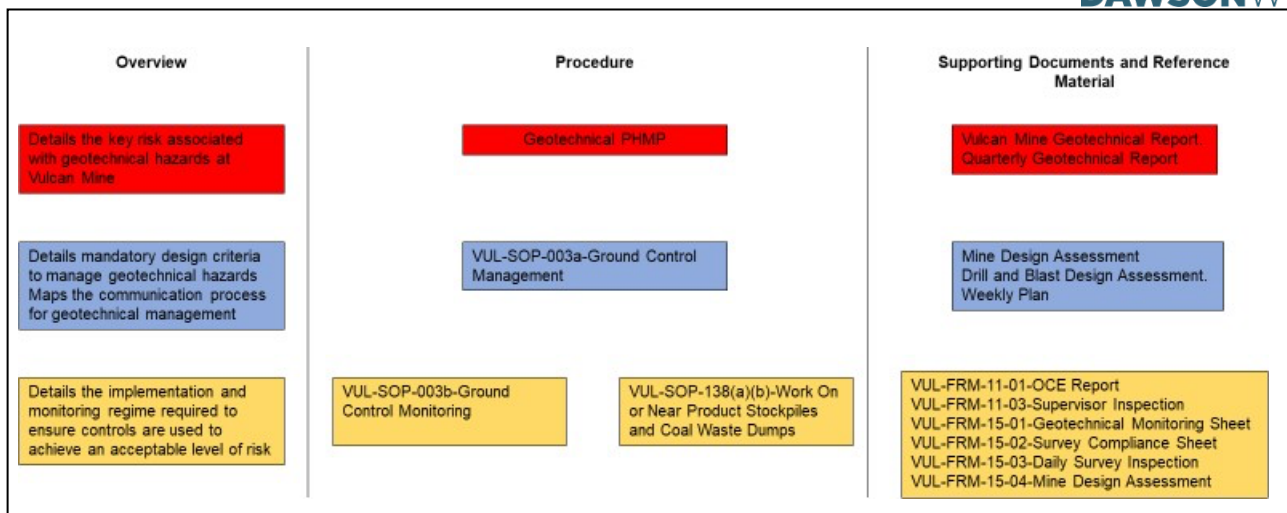 DAWSON
Overview
Procedure
Supporting Documents and Reference
Material
Details the key risk associated
with geotechnical hazards at
Vulcan Mine
Geotechnical PHMP
Vulcan Mine Geotechnical Report.
Quarterly Geotechnical Report
Details mandatory design criteria
to manage geotechnical hazards
Maps the communication process
for geotechnical management
VUL-SOP-003a-Ground Control
Management
Mine Design Assessment
Drill and Blast Design Assessment.
Weekly Plan
Details the implementation and
monitoring regime required to
ensure controls are used to
achieve an acceptable level of risk
VUL-SOP-003b-Ground
Control Monitoring
VUL-SOP-138(a)(b)-Work On
or Near Product Stockpiles
and Coal Waste Dumps
VUL-FRM-11-01-OCE Report
VUL-FRM-11-03-Supervisor Inspection
VUL-FRM-15-01-Geotechnical Monitoring Sheet
VUL-FRM-15-02-Survey Compliance Sheet
VUL-FRM-15-03-Daily Survey Inspection
VUL-FRM-15-04-Mine Design Assessment